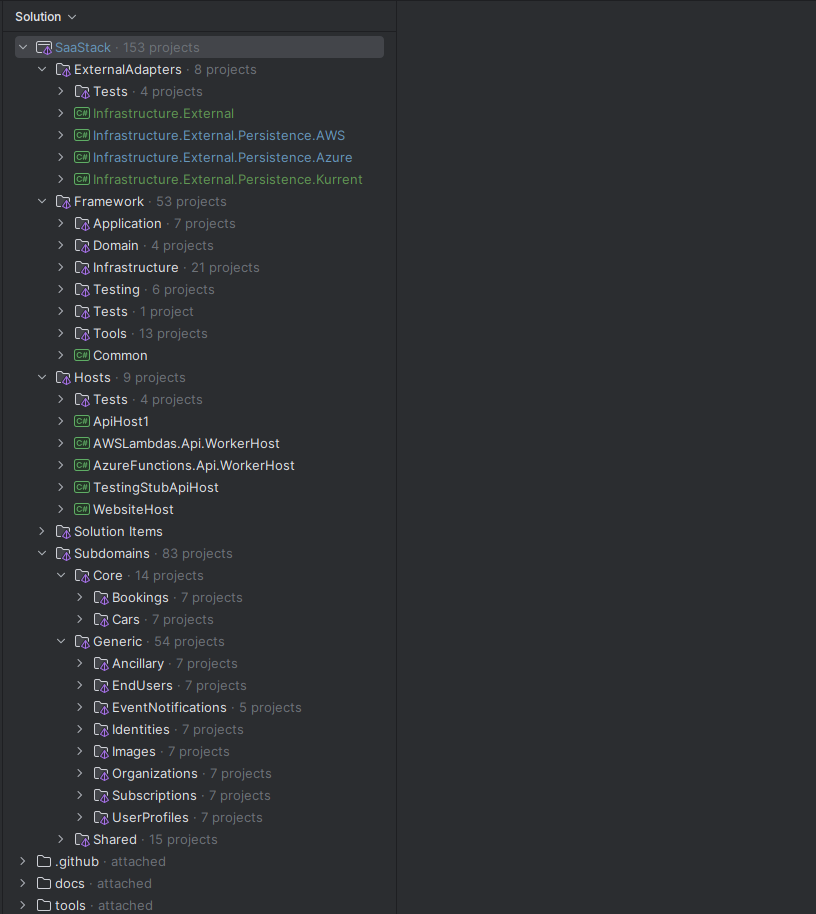 Solution
SaaStack · 153 projects
ExternalAdapters · 8 projects
Tests · 4 projects
C# Infrastructure.External
C# Infrastructure.External.Persistence.AWS
C# Infrastructure.External.Persistence.Azure
C# Infrastructure.External.Persistence.Kurrent
Framework · 53 projects
Application · 7 projects
Domain · 4 projects
Infrastructure · 21 projects
Testing · 6 projects
Tests · 1 project
Tools · 13 projects
C# Common
Hosts · 9 projects
Tests · 4 projects
C# ApiHost1
C# AWSLambdas.Api.WorkerHost
C# AzureFunctions.Api.WorkerHost
C# TestingStubApiHost
C# WebsiteHost
Solution Items
Subdomains · 83 projects
Core · 14 projects
Bookings · 7 projects
Cars · 7 projects
Generic · 54 projects
Ancillary · 7 projects
EndUsers · 7 projects
EventNotifications · 5 projects
Identities · 7 projects
Images · 7 projects
Organizations · 7 projects
Subscriptions · 7 projects
UserProfiles · 7 projects
Shared · 15 projects
.github · attached
docs · attached
tools · attached